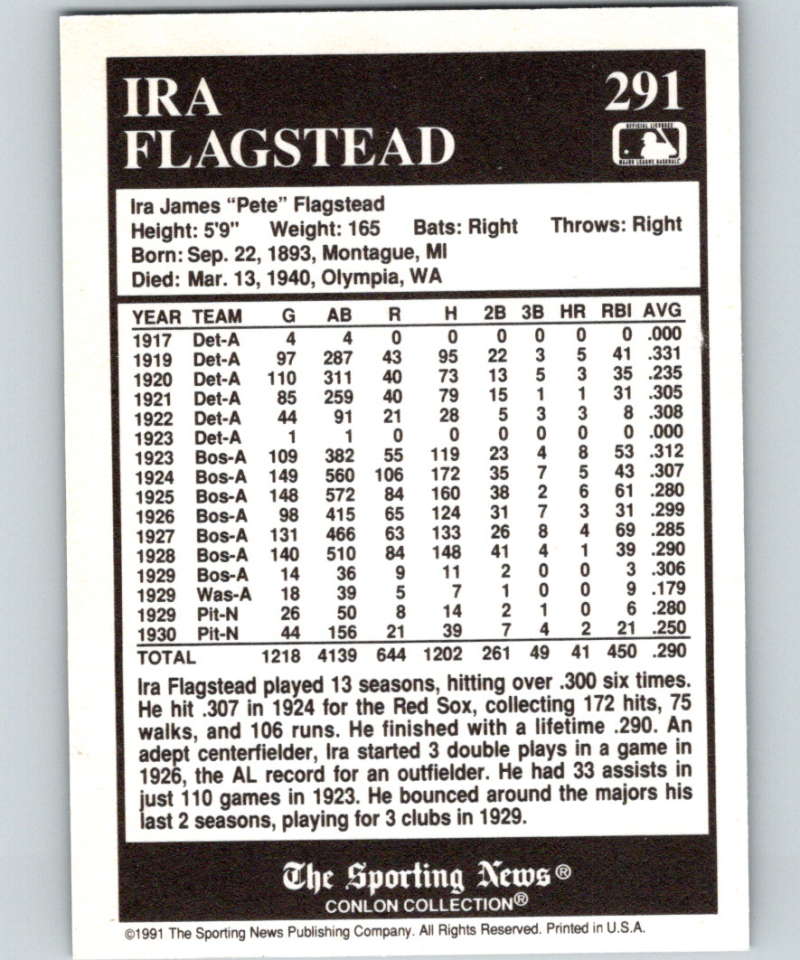 IRA 291
FLAGSTEAD
OFFICIAL LICENSEE
MAJOR LEAGUE BASEBALL
Ira James “Pete” Flagstead
Height: 5'9" Weight: 165 Bats: Right Throws: Right
Born: Sep. 22, 1893, Montague, MI
Died: Mar. 13, 1940, Olympia, WA
YEAR TEAM G AB R H 2B 3B HR RBI AVG
1917 Det-A 4 4 0 0 0 0 0 0 .000
1919 Det-A 97 287 43 95 22 3 5 41 .331
1920 Det-A 110 311 40 73 13 5 3 35 .235
1921 Det-A 85 259 40 79 15 1 1 31 .305
1922 Det-A 44 91 21 28 5 3 3 8 .308
1923 Det-A 1 1 0 0 0 0 0 0 .000
1923 Bos-A 109 382 55 119 23 4 8 53 .312
1924 Bos-A 149 560 106 172 35 7 5 43 .307
1925 Bos-A 148 572 84 160 38 2 6 61 .280
1926 Bos-A 98 415 65 124 31 7 3 31 .299
1927 Bos-A 131 466 63 133 26 8 4 69 .285
1928 Bos-A 140 510 84 148 41 4 1 39 .290
1929 Bos-A 14 36 9 11 2 0 0 3 .306
1929 Was-A 18 39 5 7 1 0 0 9 .179
1929 Pit-N 26 50 8 14 2 1 0 6 .280
1930 Pit-N 44 156 21 39 7 4 2 21 .250
TOTAL 1218 4139 644 1202 261 49 41 450 .290
Ira Flagstead played 13 seasons, hitting over .300 six times.
He hit .307 in 1924 for the Red Sox, collecting 172 hits, 75
walks, and 106 runs. He finished with a lifetime .290. An
adept centerfielder, Ira started 3 double plays in a game in
1926, the AL record for an outfielder. He had 33 assists in
just 110 games in 1923. He bounced around the majors his
last 2 seasons, playing for 3 clubs in 1929.
The Sporting News®
CONLON COLLECTION®
©1991 The Sporting News Publishing Company. All Rights Reserved. Printed in U.S.A.